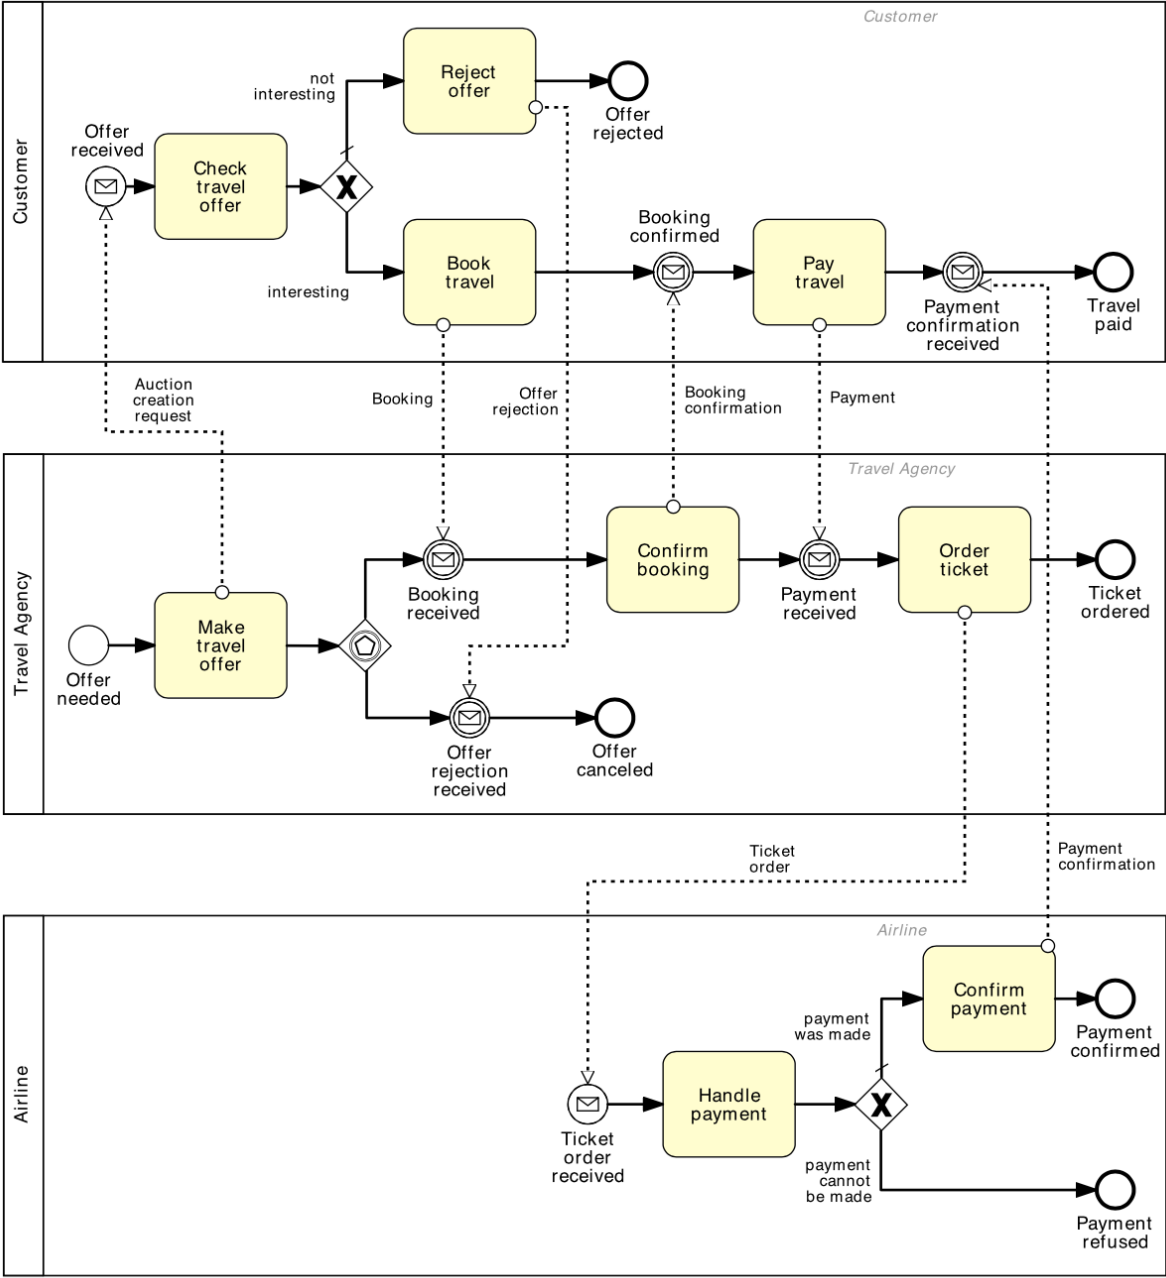 Customer
Customer
not
interesting
Reject
offer
Offer
rejected
Offer
received
Check
travel
offer
X
interesting
Book
travel
Booking
confirmed
Pay
travel
Payment
confirmation
received
Travel
paid
Auction
creation
request
Booking
Offer
rejection
Booking
confirmation
Payment
Travel Agency
Travel Agency
Offer
needed
Make
travel
offer
Booking
received
Confirm
booking
Payment
received
Order
ticket
Ticket
ordered
Offer
rejection
received
Offer
canceled
Ticket
order
Payment
confirmation
Airline
Airline
Ticket
order
received
Handle
payment
X
payment
was made
Confirm
payment
Payment
confirmed
payment
cannot
be made
Payment
refused